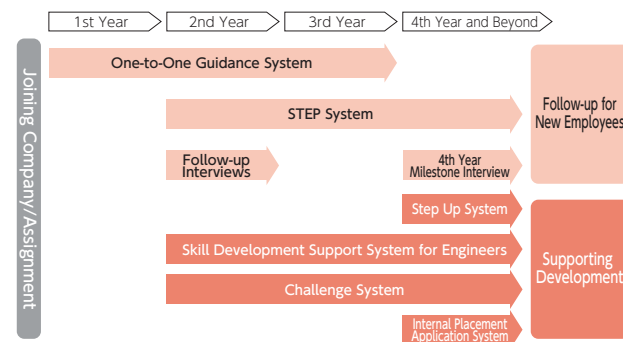 1st Year
2nd Year
3rd Year
4th Year and Beyond
Joining Company/Assignment
One-to-One Guidance System
STEP System
Follow-up for
New Employees
Follow-up
Interviews
4th Year
Milestone Interview
Step Up System
Skill Development Support System for Engineers
Supporting
Development
Challenge System
Internal Placement
Application System